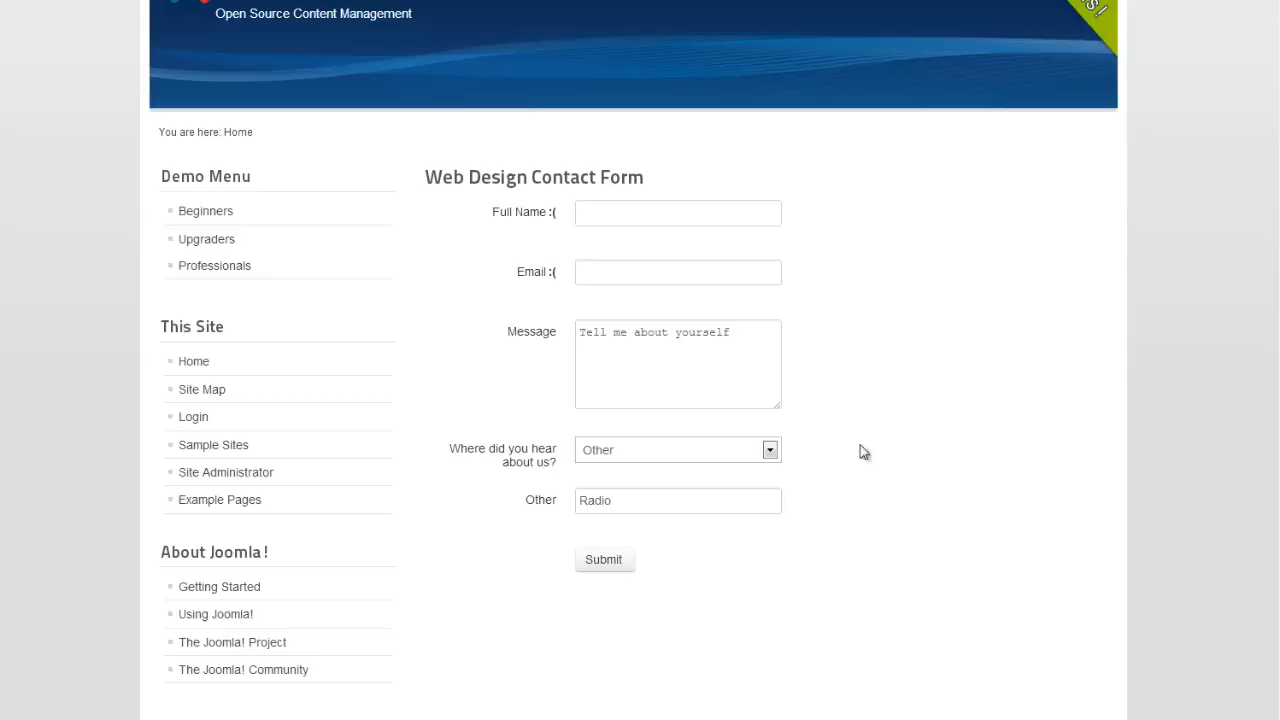 Open Source Content Management
You are here: Home
Demo Menu
Beginners
Upgraders
Professionals
This Site
Home
Site Map
Login
Sample Sites
Site Administrator
Example Pages
About Joomla!
Getting Started
Using Joomla!
The Joomla! Project
The Joomla! Community
Web Design Contact Form
Full Name :(
Email :(
Message
Tell me about yourself
Where did you hear
about us?
Other
Other
Radio
Submit